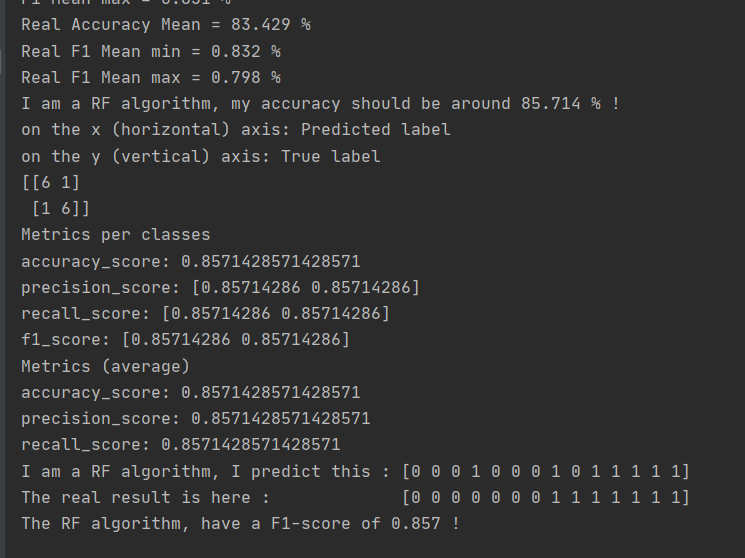 F1 Mean max = 0.831 %
Real Accuracy Mean = 83.429 %
Real F1 Mean min = 0.832 %
Real F1 Mean max = 0.798 %
I am a RF algorithm, my accuracy should be around 85.714 % !
on the x (horizontal) axis: Predicted label
on the y (vertical) axis: True label
[[6 1]
 [1 6]]
Metrics per classes
accuracy_score: 0.8571428571428571
precision_score: [0.85714286 0.85714286]
recall_score: [0.85714286 0.85714286]
f1_score: [0.85714286 0.85714286]
Metrics (average)
accuracy_score: 0.8571428571428571
precision_score: 0.8571428571428571
recall_score: 0.8571428571428571
I am a RF algorithm, I predict this : [0 0 0 1 0 0 0 1 0 1 1 1 1 1]
The real result is here :             [0 0 0 0 0 0 0 1 1 1 1 1 1 1]
The RF algorithm, have a F1-score of 0.857 !